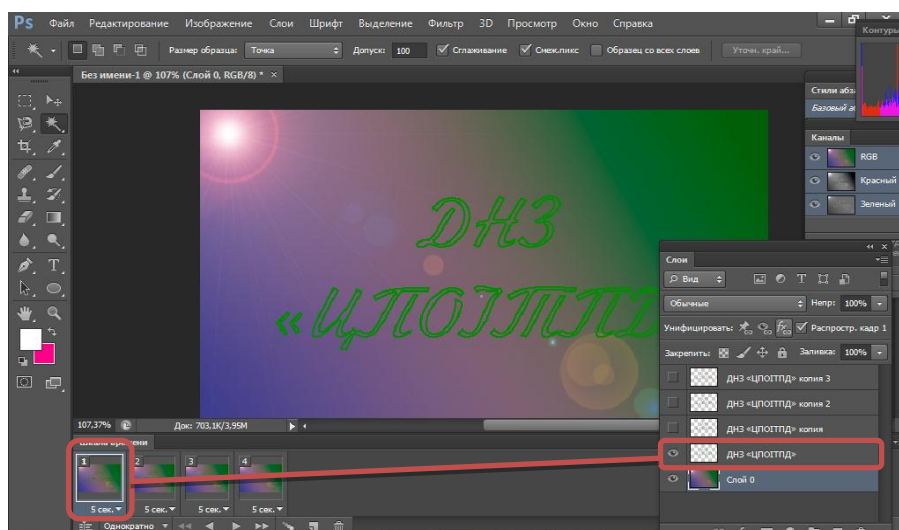 Ps Файл Редактирование Изображение Слои Шрифт Выделение Фильтр 3D Просмотр Окно Справка
Контуры
Размер образца: Точка Допуск: 100 Сглаживание Смеж.пикс Образец со всех слоев Уточн. край...
Без имени-1 @ 107% (Слой 0, RGB/8) * ×
Стили абз
Базовый а
Каналы
RGB
Красный
Зеленый
ДНЗ
«ЦПОІТПД
Слои
Вид
Обычные Непр: 100%
Унифицировать: Распростр. кадр 1
Закрепить: Заливка: 100%
ДНЗ «ЦПОІТПД» копия 3
ДНЗ «ЦПОІТПД» копия 2
ДНЗ «ЦПОІТПД» копия
ДНЗ «ЦПОІТПД»
Слой 0
107,37% Док: 703,1K/3,95M
Шкала времени
1 2 3 4
5 сек. 5 сек. 5 сек. 5 сек.
Однократно